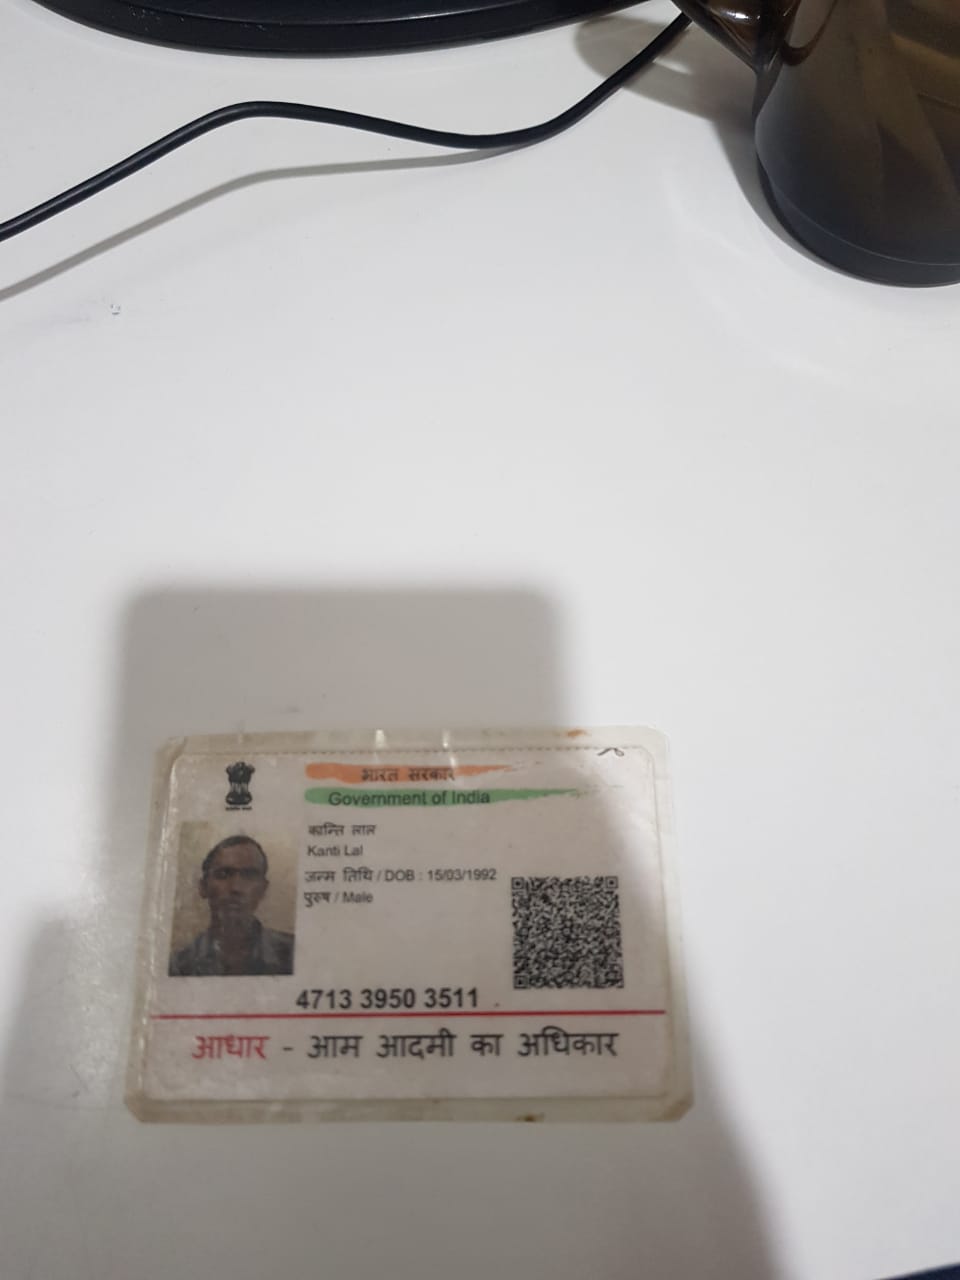 भारत सरकार
Government of India
कान्ति लाल
Kanti Lal
जन्म तिथि / DOB : 15/03/1992
पुरुष / Male
4713 3950 3511
आधार - आम आदमी का अधिकार